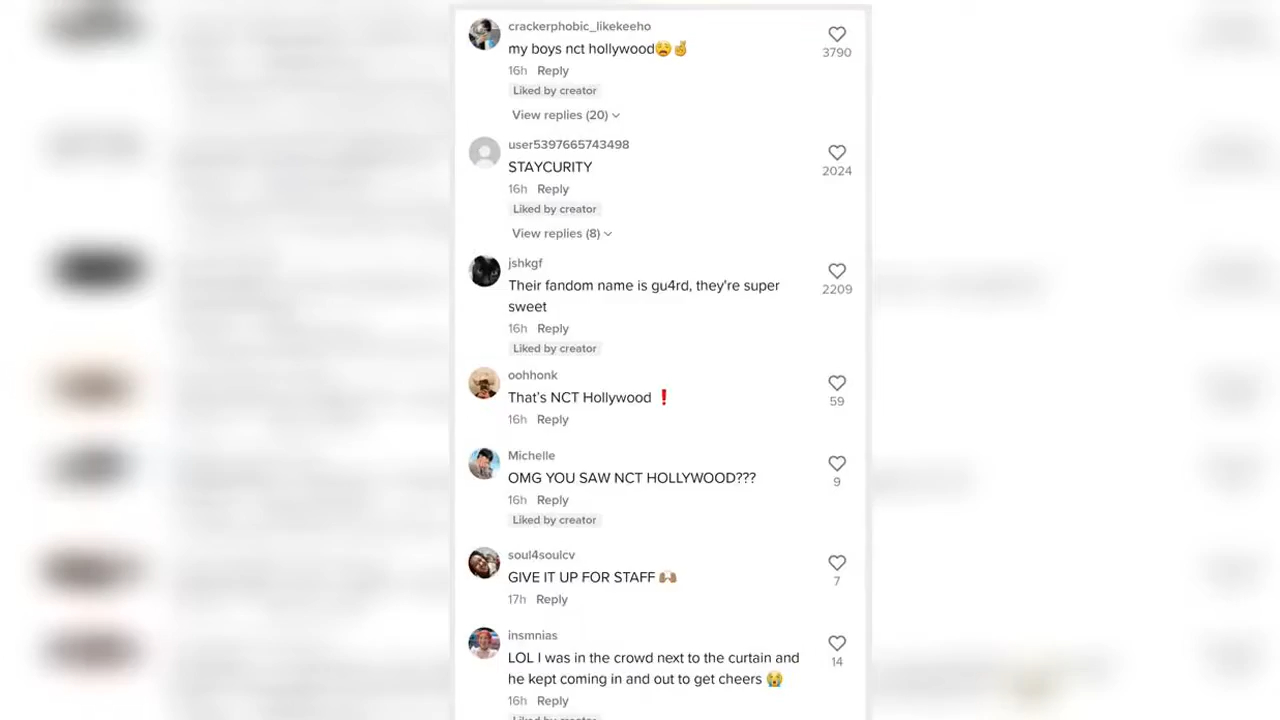 crackerphobic_likekeeho
my boys nct hollywood😩🤞
3790
16h Reply
Liked by creator
View replies (20)
user5397665743498
STAYCURITY
2024
16h Reply
Liked by creator
View replies (8)
jshkgf
Their fandom name is gu4rd, they're super
sweet
2209
16h Reply
Liked by creator
oohhonk
That's NCT Hollywood ❗
59
16h Reply
Michelle
OMG YOU SAW NCT HOLLYWOOD???
9
16h Reply
Liked by creator
soul4soulcv
GIVE IT UP FOR STAFF 🙌🏽
7
17h Reply
insmnias
LOL I was in the crowd next to the curtain and
he kept coming in and out to get cheers 😭
14
16h Reply
Liked by creator